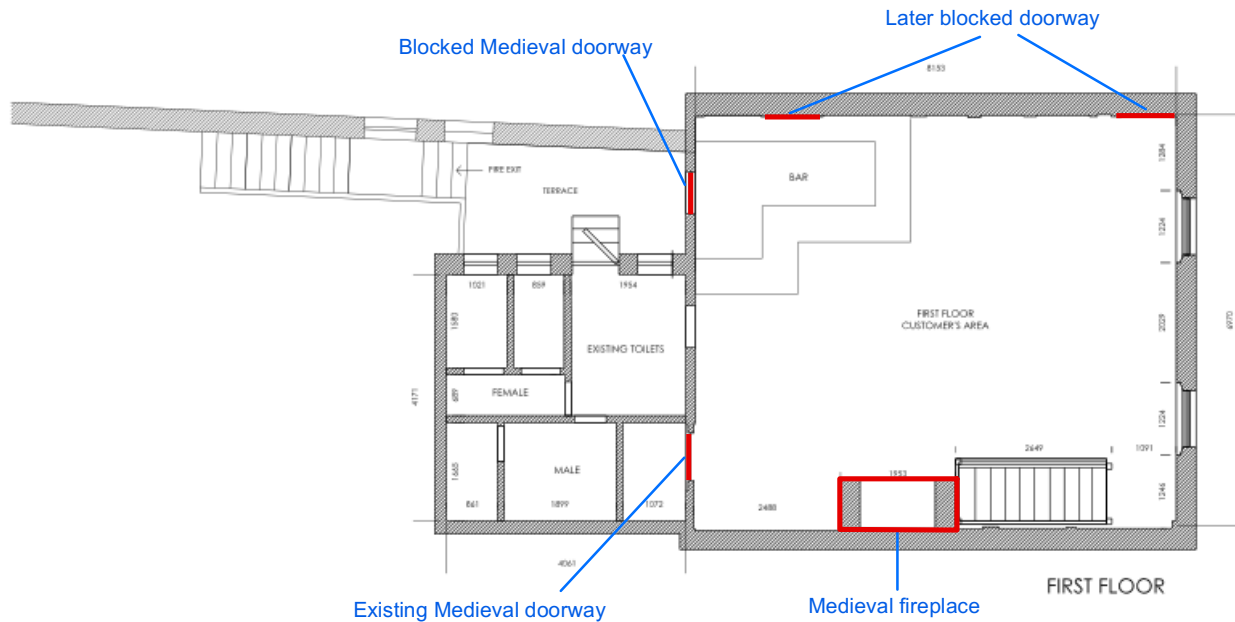 Later blocked doorway
Blocked Medieval doorway
8153
FIRE EXIT
TERRACE
BAR
1284
1224
1021
859
1954
1583
FIRST FLOOR
CUSTOMER'S AREA
2029
6970
EXISTING TOILETS
4171
689
FEMALE
1224
2649
1091
MALE
1665
1953
1246
861
1899
1072
2488
4061
FIRST FLOOR
Existing Medieval doorway
Medieval fireplace